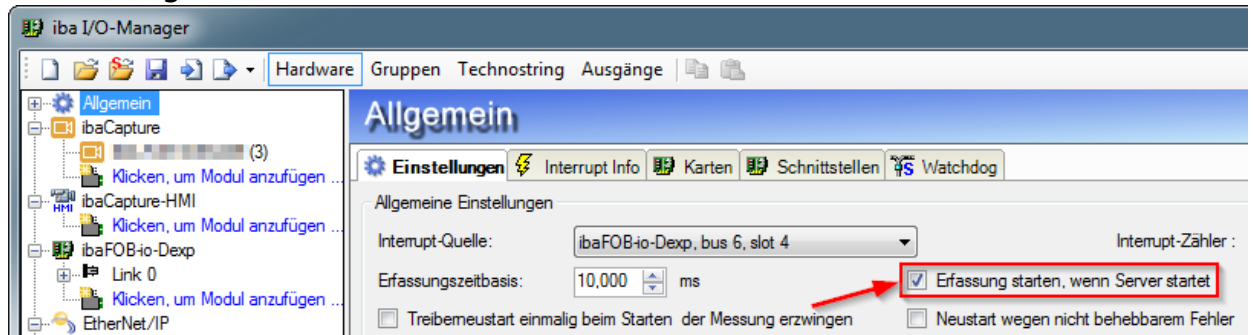 iba I/O-Manager
Hardware Gruppen Technostring Ausgänge
Allgemein
ibaCapture
(3)
Klicken, um Modul anzufügen ...
ibaCapture-HMI
Klicken, um Modul anzufügen ...
ibaFOB-io-Dexp
Link 0
Klicken, um Modul anzufügen ...
EtherNet/IP
Allgemein
Einstellungen Interrupt Info Karten Schnittstellen Watchdog
Allgemeine Einstellungen
Interrupt-Quelle: ibaFOB-io-Dexp, bus 6, slot 4 Interrupt-Zähler :
Erfassungszeitbasis: 10,000 ms Erfassung starten, wenn Server startet
Treiberneustart einmalig beim Starten der Messung erzwingen Neustart wegen nicht behebbarem Fehler